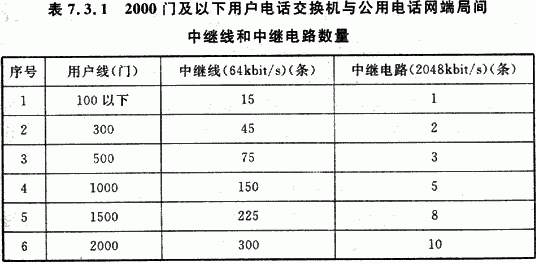 表 7.3.1 2000 门及以下用户电话交换机与公用电话网端局间
中继线和中继电路数量
序号 用户线(门) 中继线(64kbit/s)(条) 中继电路(2048kbit/s)(条)
1 100 以下 15 1
2 300 45 2
3 500 75 3
4 1000 150 5
5 1500 225 8
6 2000 300 10